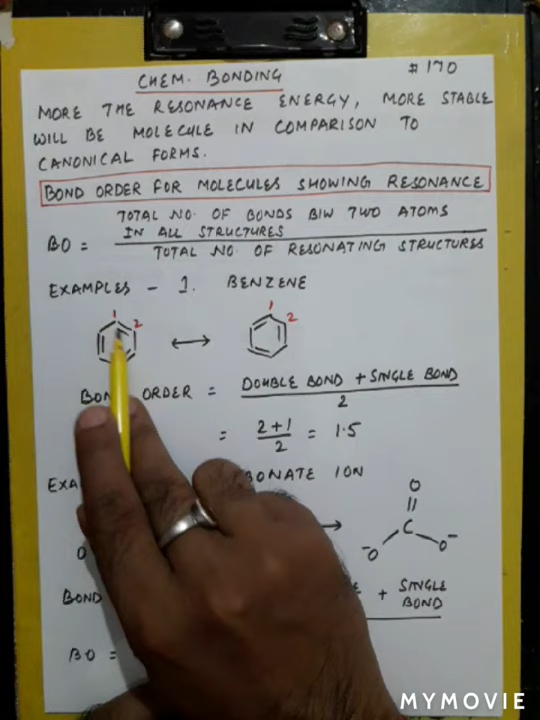 CHEM. BONDING #170
MORE THE RESONANCE ENERGY, MORE STABLE
WILL BE MOLECULE IN COMPARISON TO
CANONICAL FORMS.
BOND ORDER FOR MOLECULES SHOWING RESONANCE
TOTAL NO. OF BONDS B/W TWO ATOMS
IN ALL STRUCTURES
BO =
TOTAL NO. OF RESONATING STRUCTURES
EXAMPLES - 1. BENZENE
1 2 ↔ 1 2
ORDER = DOUBLE BOND + SINGLE BOND
2
= 2+1 = 1.5
2
ION
O
C
⁻O O⁻
BOND + SINGLE
BOND
BO =
MYMOVIE